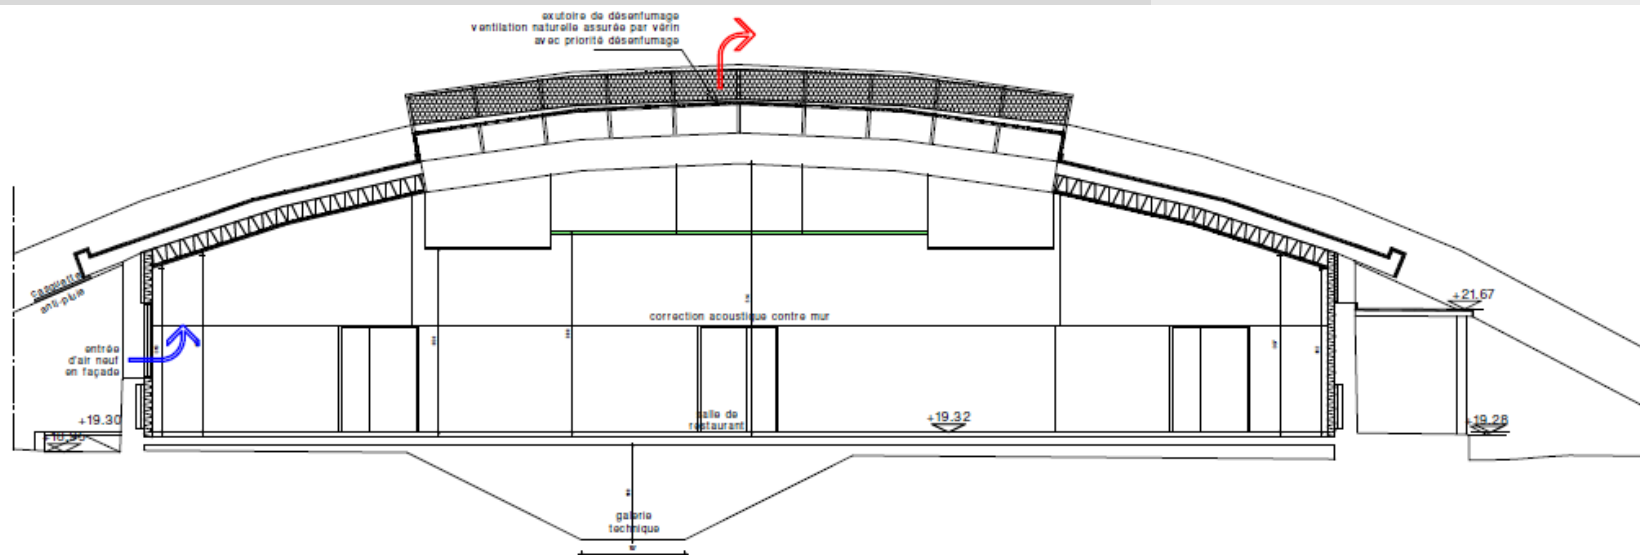 exutoire de désenfumage
ventilation naturelle assurée par vérin
avec priorité désenfumage
casquette
anti-pluie
+21.67
correction acoustique contre mur
entrée
d'air neuf
en façade
+19.30
salle de
restaurant
+19.32
+19.28
galerie
technique